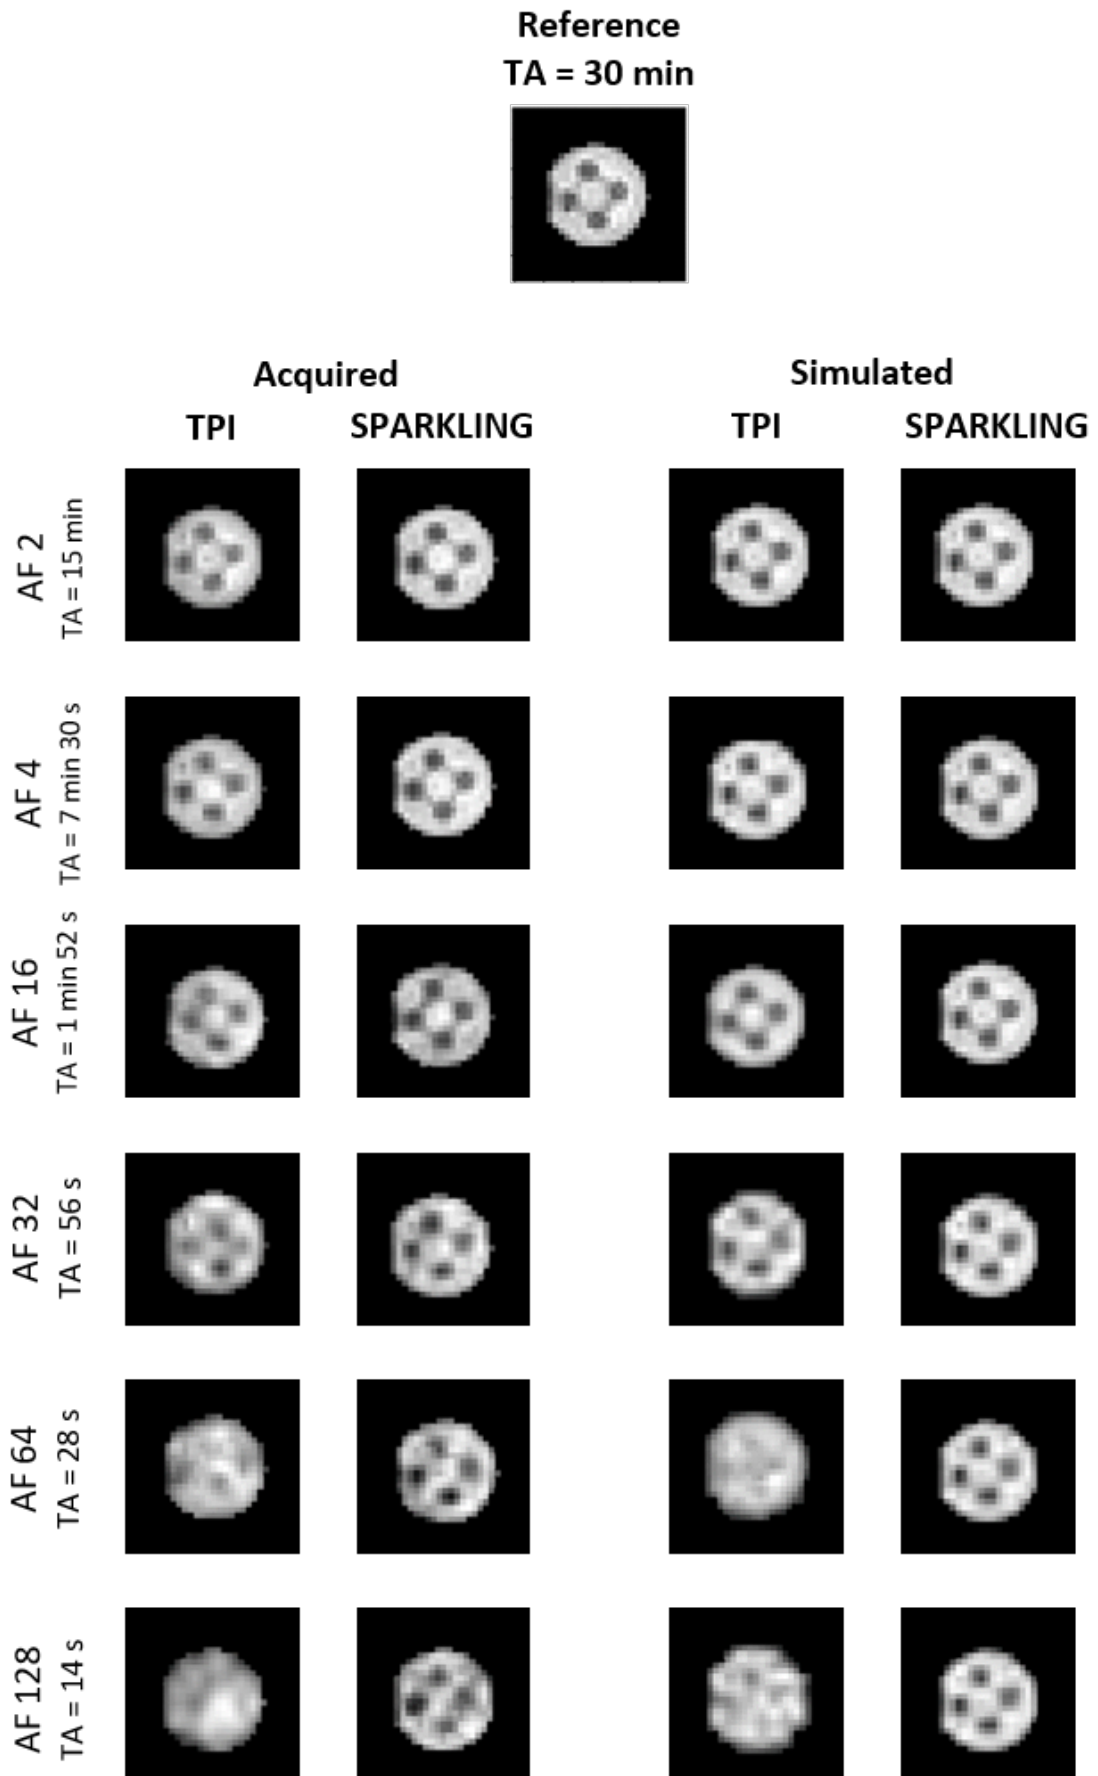 Reference
TA = 30 min
Acquired
Simulated
TPI
SPARKLING
TPI
SPARKLING
AF 2
TA = 15 min
AF 4
TA = 7 min 30 s
AF 16
TA = 1 min 52 s
AF 32
TA = 56 s
AF 64
TA = 28 s
AF 128
TA = 14 s